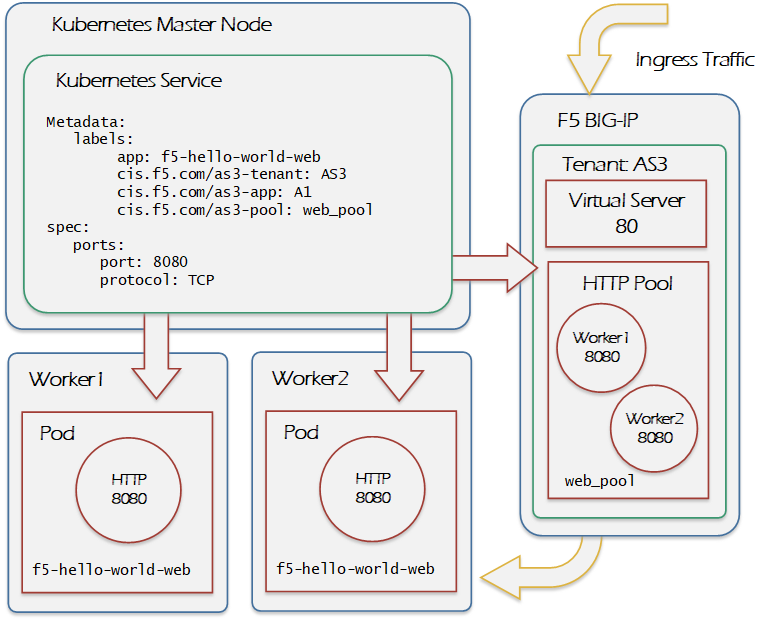 Kubernetes Master Node
Kubernetes Service
Metadata:
labels:
app: f5-hello-world-web
cis.f5.com/as3-tenant: AS3
cis.f5.com/as3-app: A1
cis.f5.com/as3-pool: web_pool
spec:
ports:
port: 8080
protocol: TCP
Ingress Traffic
F5 BIG-IP
Tenant: AS3
Virtual Server
80
HTTP Pool
Worker1
8080
Worker2
8080
web_pool
Worker1
Pod
HTTP
8080
f5-hello-world-web
Worker2
Pod
HTTP
8080
f5-hello-world-web